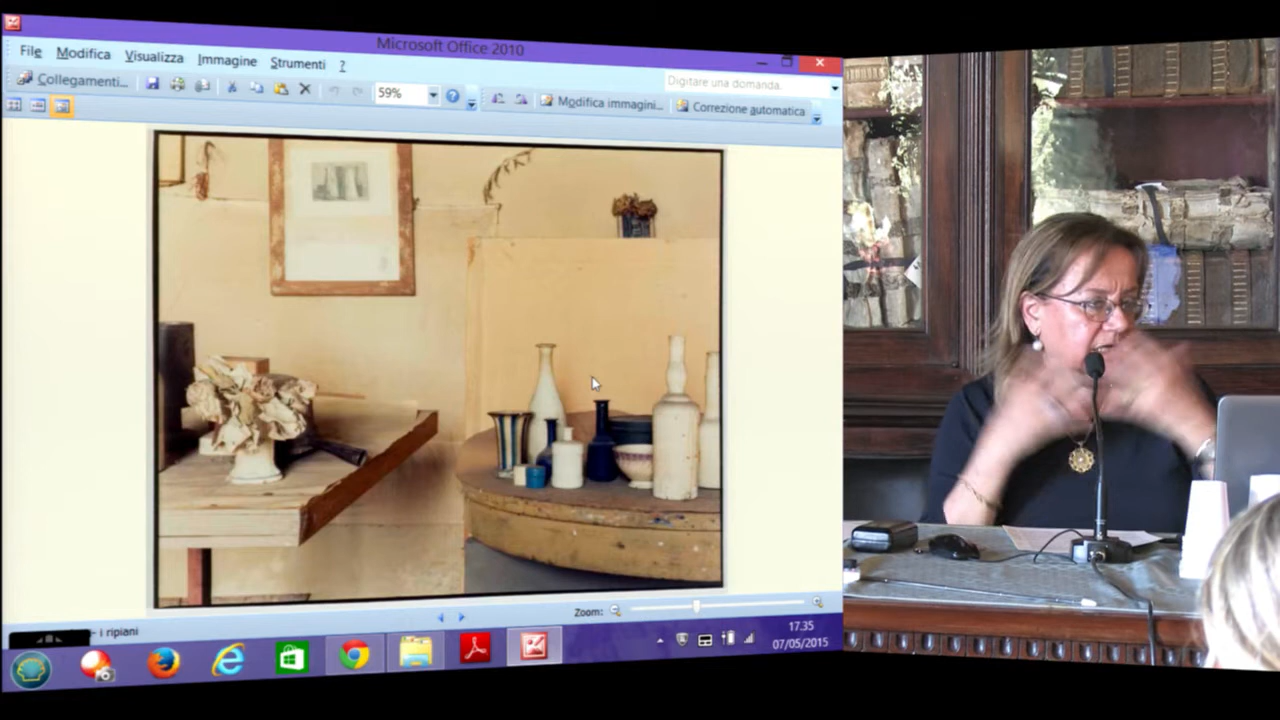 Microsoft Office 2010
File Modifica Visualizza Immagine Strumenti ?
Collegamenti... 59% Digitare una domanda.
Modifica immagini... Correzione automatica
Zoom:
- i ripiani
17.35
07/05/2015